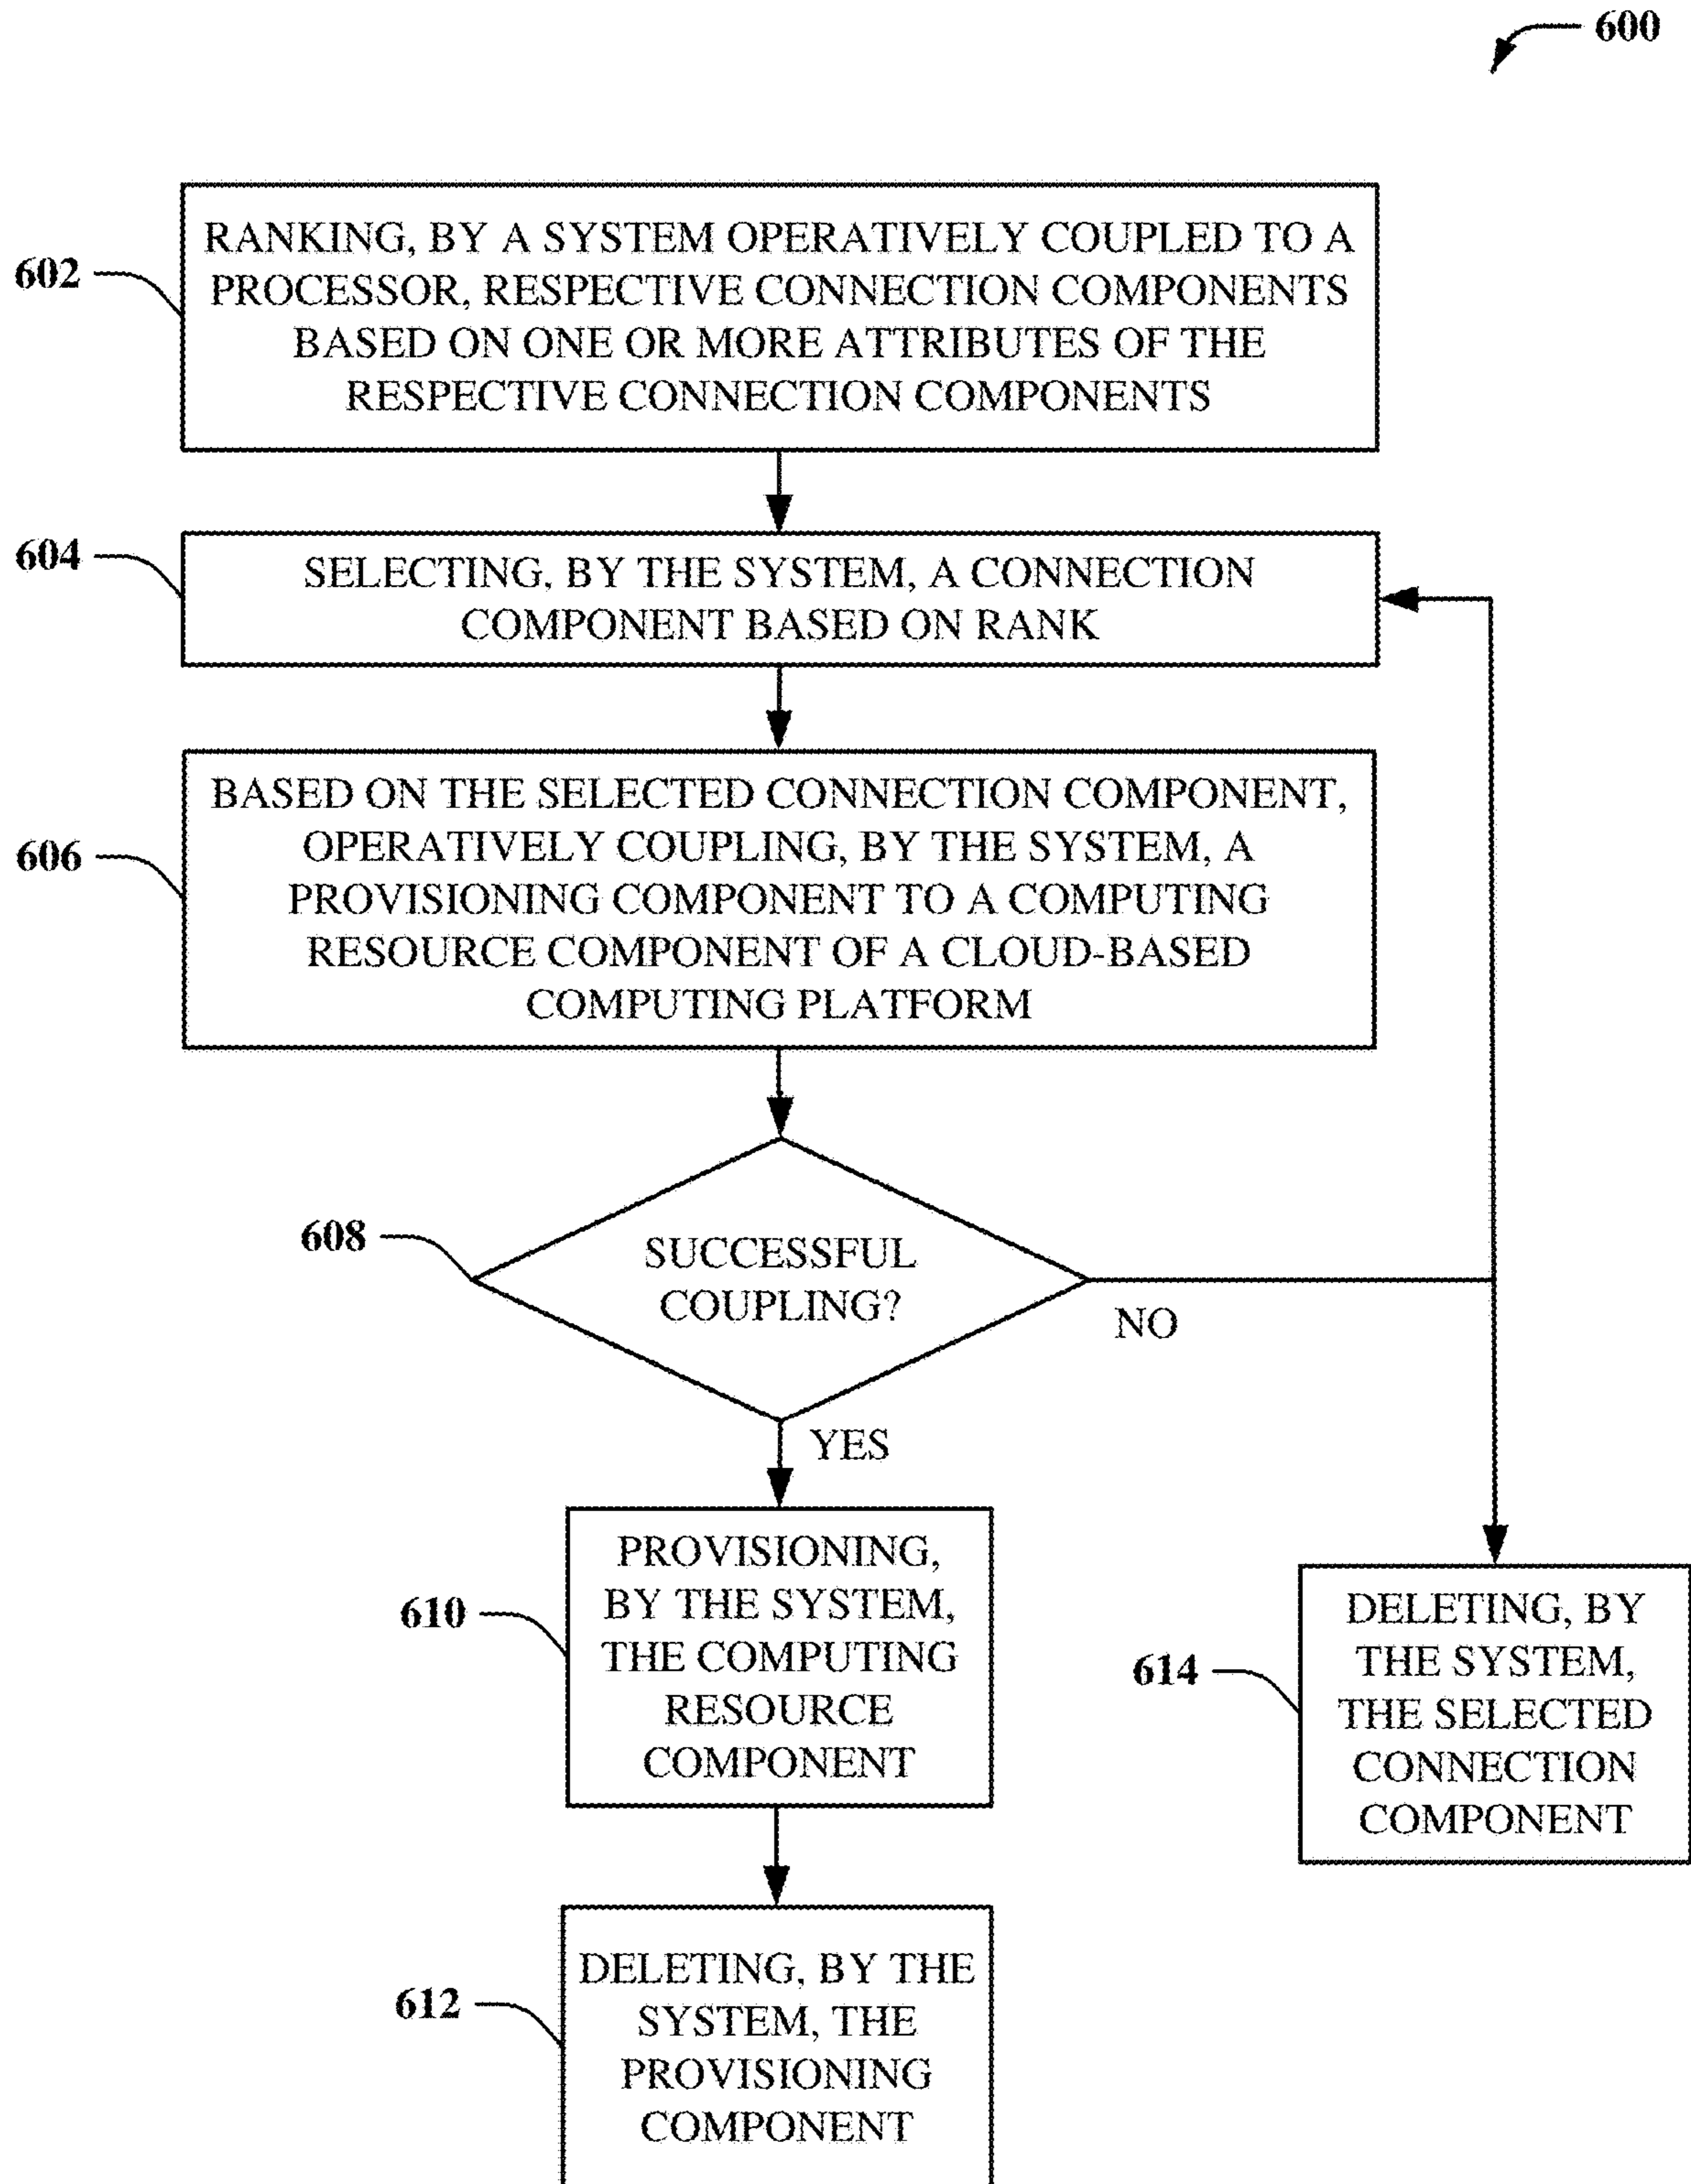 600
602
RANKING, BY A SYSTEM OPERATIVELY COUPLED TO A
PROCESSOR, RESPECTIVE CONNECTION COMPONENTS
BASED ON ONE OR MORE ATTRIBUTES OF THE
RESPECTIVE CONNECTION COMPONENTS
604
SELECTING, BY THE SYSTEM, A CONNECTION
COMPONENT BASED ON RANK
606
BASED ON THE SELECTED CONNECTION COMPONENT,
OPERATIVELY COUPLING, BY THE SYSTEM, A
PROVISIONING COMPONENT TO A COMPUTING
RESOURCE COMPONENT OF A CLOUD-BASED
COMPUTING PLATFORM
608
SUCCESSFUL
COUPLING?
NO
YES
610
PROVISIONING,
BY THE SYSTEM,
THE COMPUTING
RESOURCE
COMPONENT
614
DELETING, BY
THE SYSTEM,
THE SELECTED
CONNECTION
COMPONENT
612
DELETING, BY THE
SYSTEM, THE
PROVISIONING
COMPONENT